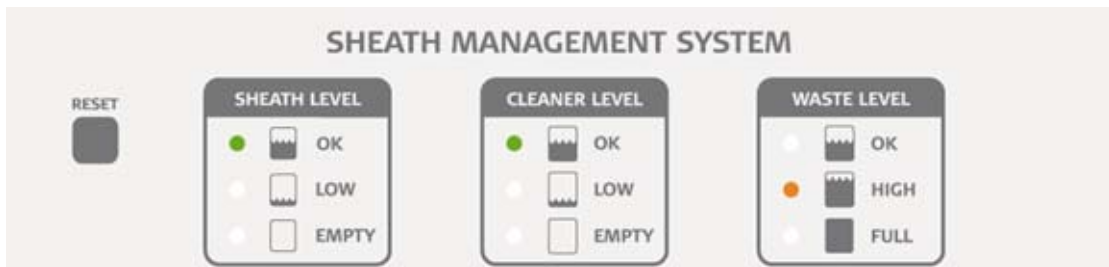 SHEATH MANAGEMENT SYSTEM
RESET
SHEATH LEVEL
OK
LOW
EMPTY
CLEANER LEVEL
OK
LOW
EMPTY
WASTE LEVEL
OK
HIGH
FULL